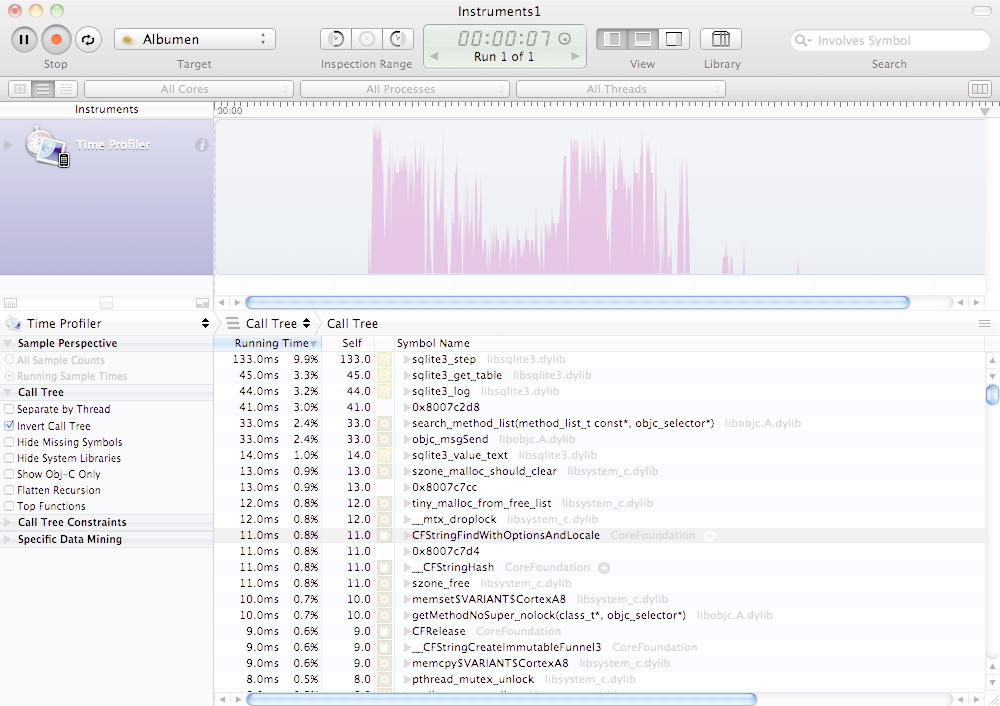 Instruments1
Albumen
00:00:07
Run 1 of 1
Involves Symbol
Stop
Target
Inspection Range
View
Library
Search
All Cores
All Processes
All Threads
Instruments
00:00
Time Profiler
Time Profiler
Call Tree
Call Tree
Sample Perspective
All Sample Counts
Running Sample Times
Call Tree
Separate by Thread
Invert Call Tree
Hide Missing Symbols
Hide System Libraries
Show Obj-C Only
Flatten Recursion
Top Functions
Call Tree Constraints
Specific Data Mining
Running Time Self Symbol Name
133.0ms 9.9% 133.0 sqlite3_step libsqlite3.dylib
45.0ms 3.3% 45.0 sqlite3_get_table libsqlite3.dylib
44.0ms 3.2% 44.0 sqlite3_log libsqlite3.dylib
41.0ms 3.0% 41.0 0x8007c2d8
33.0ms 2.4% 33.0 search_method_list(method_list_t const*, objc_selector*) libobjc.A.dylib
33.0ms 2.4% 33.0 objc_msgSend libobjc.A.dylib
14.0ms 1.0% 14.0 sqlite3_value_text libsqlite3.dylib
13.0ms 0.9% 13.0 szone_malloc_should_clear libsystem_c.dylib
13.0ms 0.9% 13.0 0x8007c7cc
12.0ms 0.8% 12.0 tiny_malloc_from_free_list libsystem_c.dylib
12.0ms 0.8% 12.0 __mtx_droplock libsystem_c.dylib
11.0ms 0.8% 11.0 CFStringFindWithOptionsAndLocale CoreFoundation
11.0ms 0.8% 11.0 0x8007c7d4
11.0ms 0.8% 11.0 __CFStringHash CoreFoundation
11.0ms 0.8% 11.0 szone_free libsystem_c.dylib
10.0ms 0.7% 10.0 memset$VARIANT$CortexA8 libsystem_c.dylib
10.0ms 0.7% 10.0 getMethodNoSuper_nolock(class_t*, objc_selector*) libobjc.A.dylib
9.0ms 0.6% 9.0 CFRelease CoreFoundation
9.0ms 0.6% 9.0 __CFStringCreateImmutableFunnel3 CoreFoundation
9.0ms 0.6% 9.0 memcpy$VARIANT$CortexA8 libsystem_c.dylib
8.0ms 0.5% 8.0 pthread_mutex_unlock libsystem_c.dylib